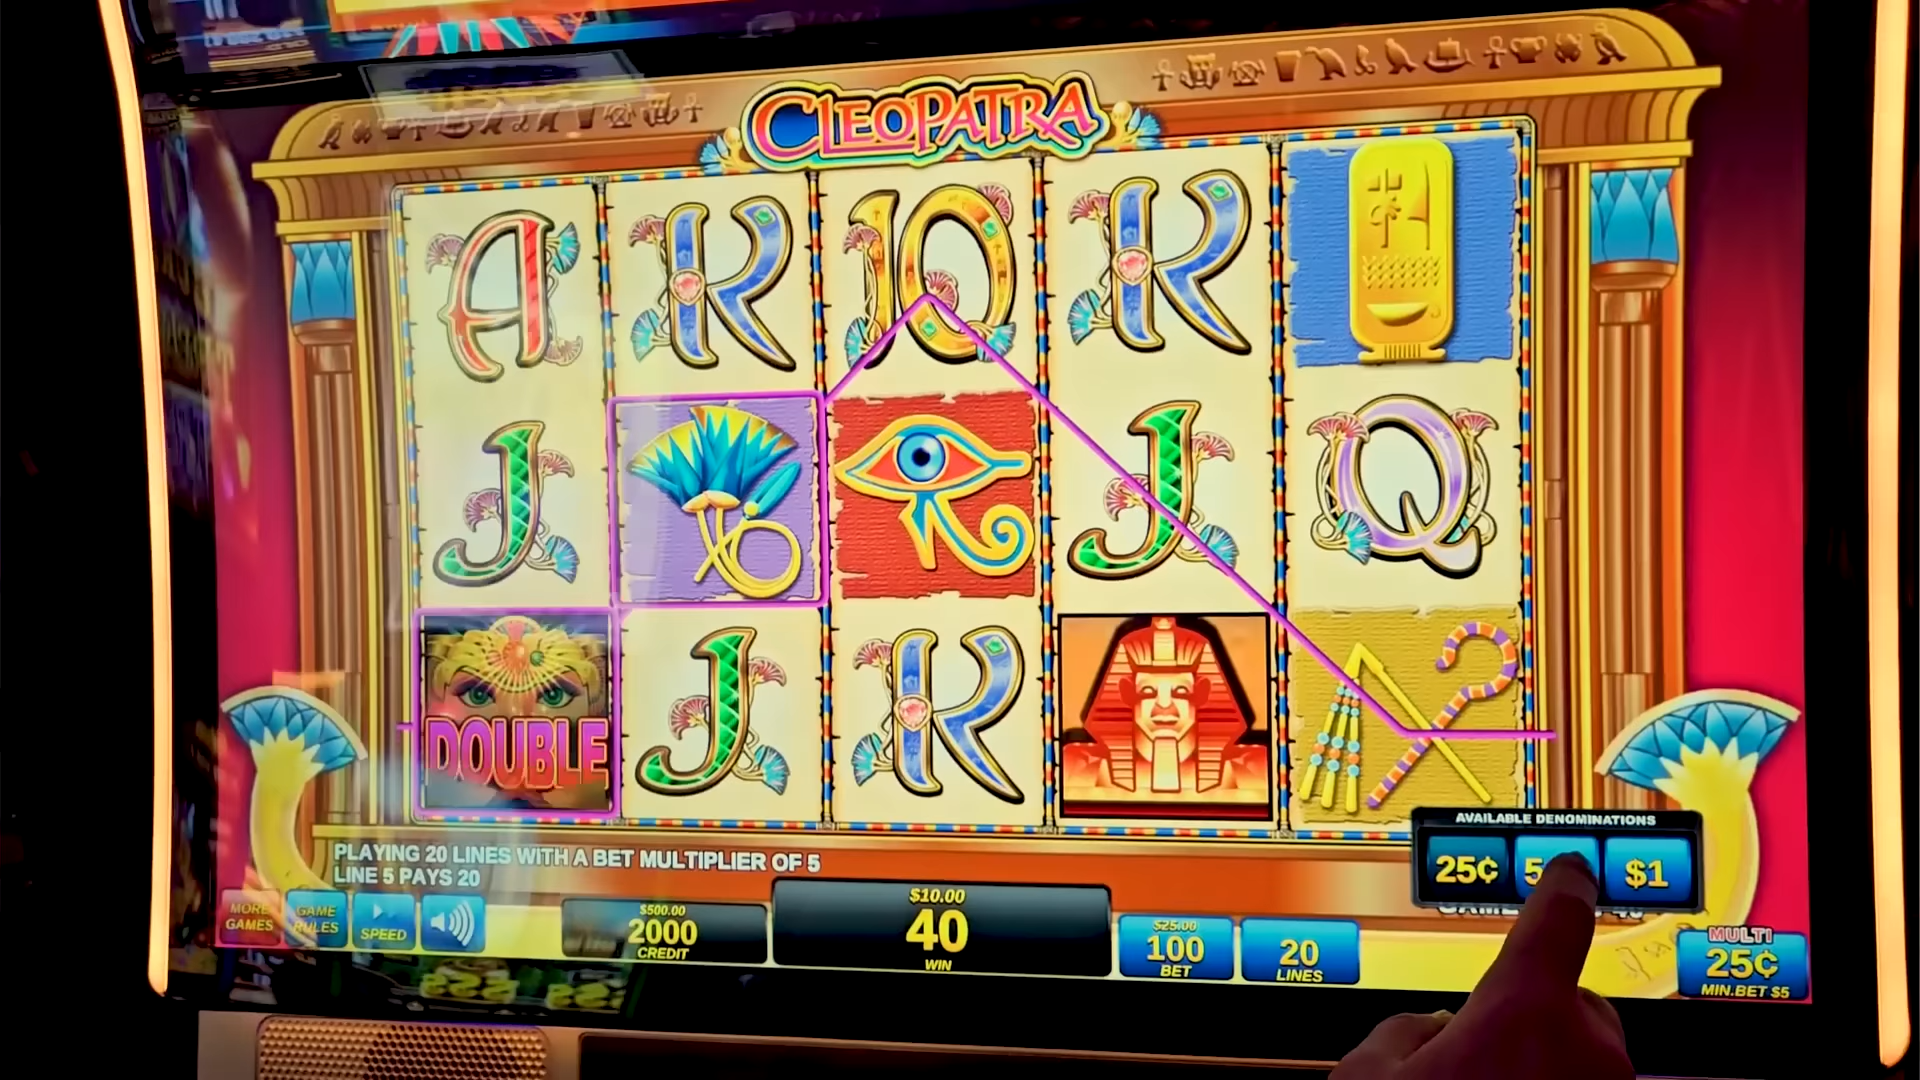 CLEOPATRA
A K 10 K
J J Q
DOUBLE J K
AVAILABLE DENOMINATIONS
25¢ $1
PLAYING 20 LINES WITH A BET MULTIPLIER OF 5
LINE 5 PAYS 20
MORE GAMES
GAME RULES
SPEED
$500.00
2000
CREDIT
$10.00
40
WIN
$25.00
100
BET
20
LINES
MULTI
25¢
MIN.BET $5